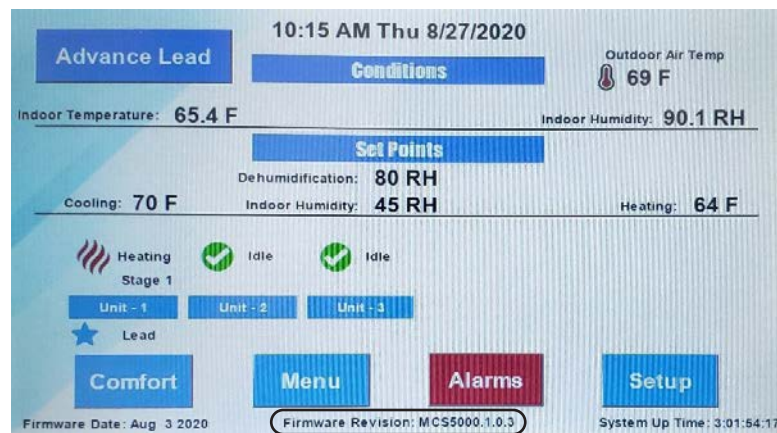 10:15 AM Thu 8/27/2020
Advance Lead
Conditions
Outdoor Air Temp
69 F
Indoor Temperature: 65.4 F
Indoor Humidity: 90.1 RH
Set Points
Dehumidification: 80 RH
Cooling: 70 F
Indoor Humidity: 45 RH
Heating: 64 F
Heating
Stage 1
Idle
Idle
Unit - 1
Unit - 2
Unit - 3
Lead
Comfort
Menu
Alarms
Setup
Firmware Date: Aug 3 2020
Firmware Revision: MCS5000.1.0.3
System Up Time: 3:01:54:17